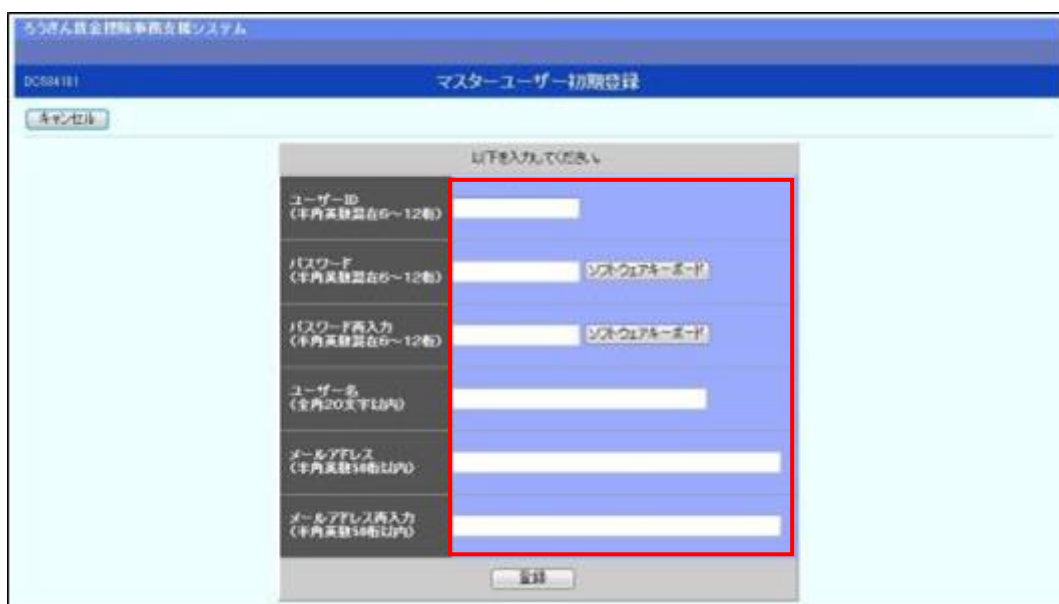 ろうきん賃金控除事務支援システム
DCS84101
マスターユーザー初期登録
キャンセル
以下を入力してください
ユーザーID
(半角英数混在6～12桁)
パスワード
(半角英数混在6～12桁)
ソフトウェアキーボード
パスワード再入力
(半角英数混在6～12桁)
ソフトウェアキーボード
ユーザー名
(全角20文字以内)
メールアドレス
(半角英数50桁以内)
メールアドレス再入力
(半角英数50桁以内)
登録